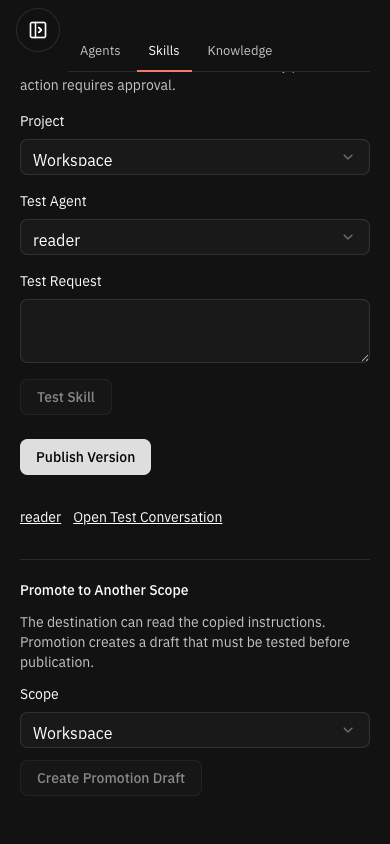 Agents Skills Knowledge
action requires approval.
Project
Workspace
Test Agent
reader
Test Request
Test Skill
Publish Version
reader Open Test Conversation
Promote to Another Scope
The destination can read the copied instructions.
Promotion creates a draft that must be tested before
publication.
Scope
Workspace
Create Promotion Draft